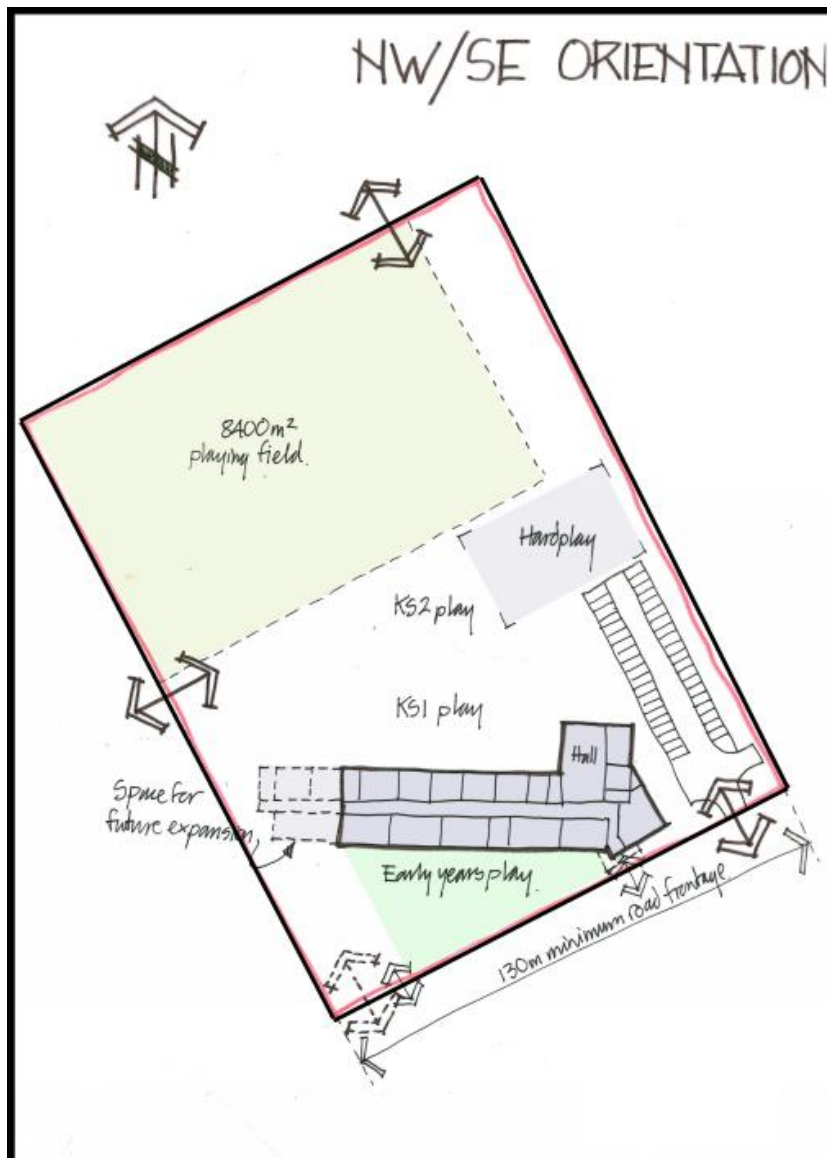 NW/SE ORIENTATION
8400m²
playing field.
Hardplay
KS2 play
KS1 play
Hall
Space for
future expansion,
Early years play.
130m minimum road frontage.